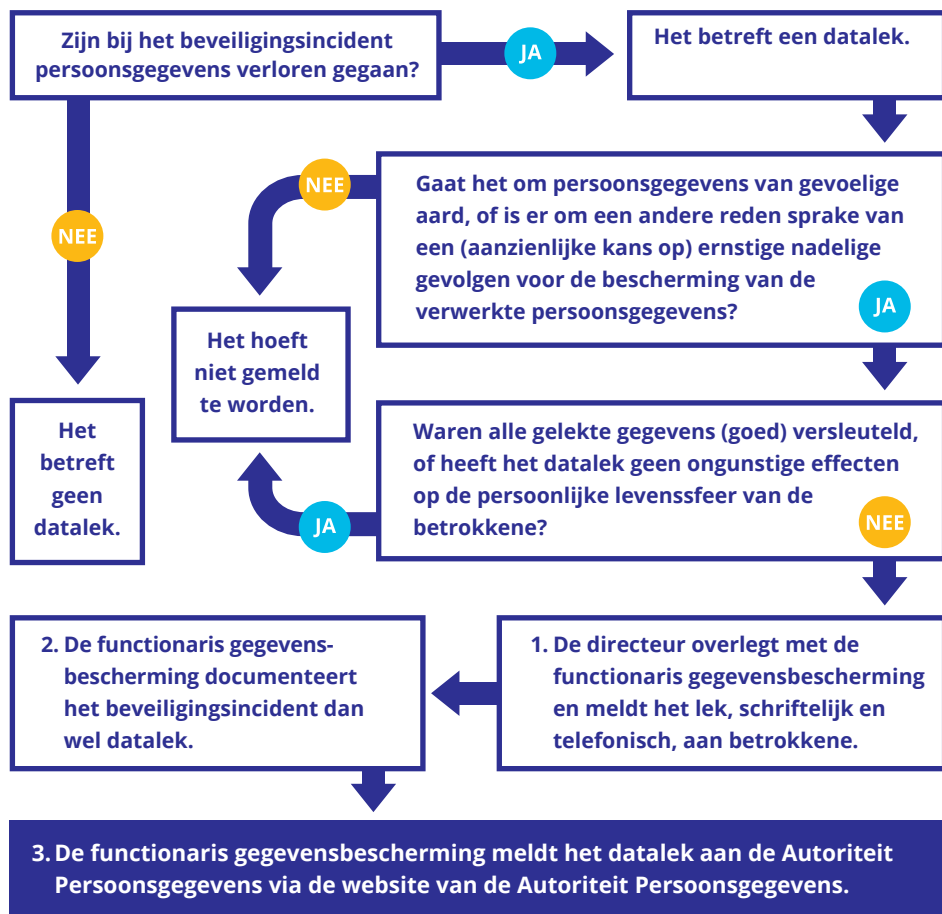 Zijn bij het beveiligingsincident
persoonsgegevens verloren gegaan?
JA
Het betreft een datalek.
NEE
Gaat het om persoonsgegevens van gevoelige
aard, of is er om een andere reden sprake van
een (aanzienlijke kans op) ernstige nadelige
gevolgen voor de bescherming van de
verwerkte persoonsgegevens?
NEE
JA
Het hoeft
niet gemeld
te worden.
Het
betreft
geen
datalek.
Waren alle gelekte gegevens (goed) versleuteld,
of heeft het datalek geen ongunstige effecten
op de persoonlijke levenssfeer van de
betrokkene?
JA
NEE
1. De directeur overlegt met de
functionaris gegevensbescherming
en meldt het lek, schriftelijk en
telefonisch, aan betrokkene.
2. De functionaris gegevens-
bescherming documenteert
het beveiligingsincident dan
wel datalek.
3. De functionaris gegevensbescherming meldt het datalek aan de Autoriteit
Persoonsgegevens via de website van de Autoriteit Persoonsgegevens.